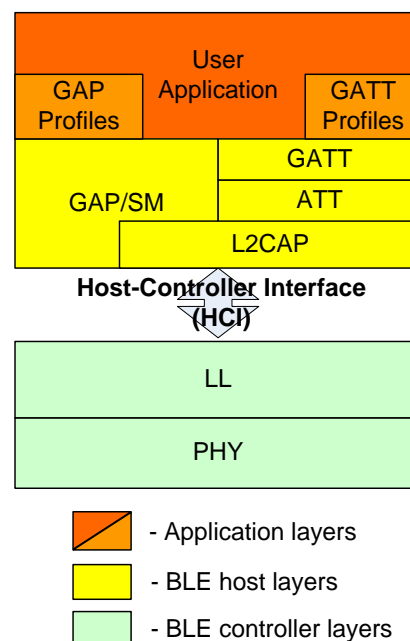 User
Application
GAP
Profiles
GATT
Profiles
GATT
GAP/SM
ATT
L2CAP
Host-Controller Interface
(HCI)
LL
PHY
- Application layers
- BLE host layers
- BLE controller layers